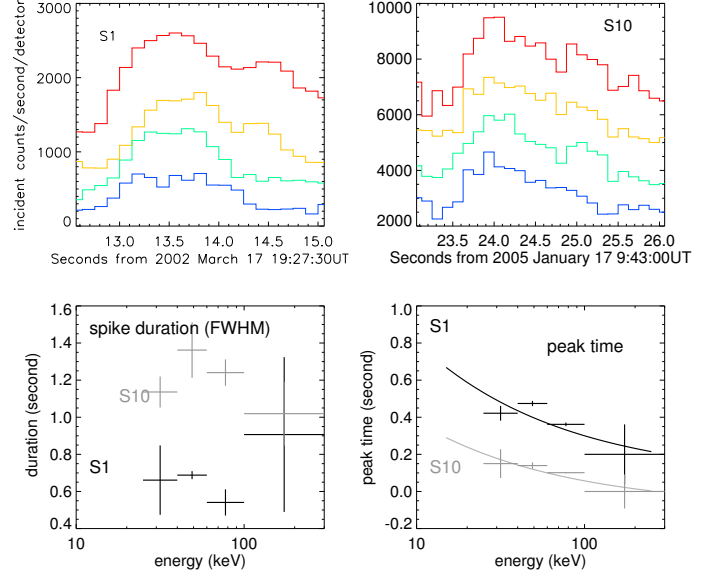 incident counts/second/detector
3000
2000
1000
0
S1
13.0 13.5 14.0 14.5 15.0
Seconds from 2002 March 17 19:27:30UT
10000
8000
6000
4000
2000
S10
23.5 24.0 24.5 25.0 25.5 26.0
Seconds from 2005 January 17 9:43:00UT
duration (second)
1.6
1.4
1.2
1.0
0.8
0.6
0.4
spike duration (FWHM)
S10
S1
10 100
energy (keV)
peak time (second)
1.0
0.8
0.6
0.4
0.2
0.0
-0.2
S1
peak time
S10
10 100
energy (keV)